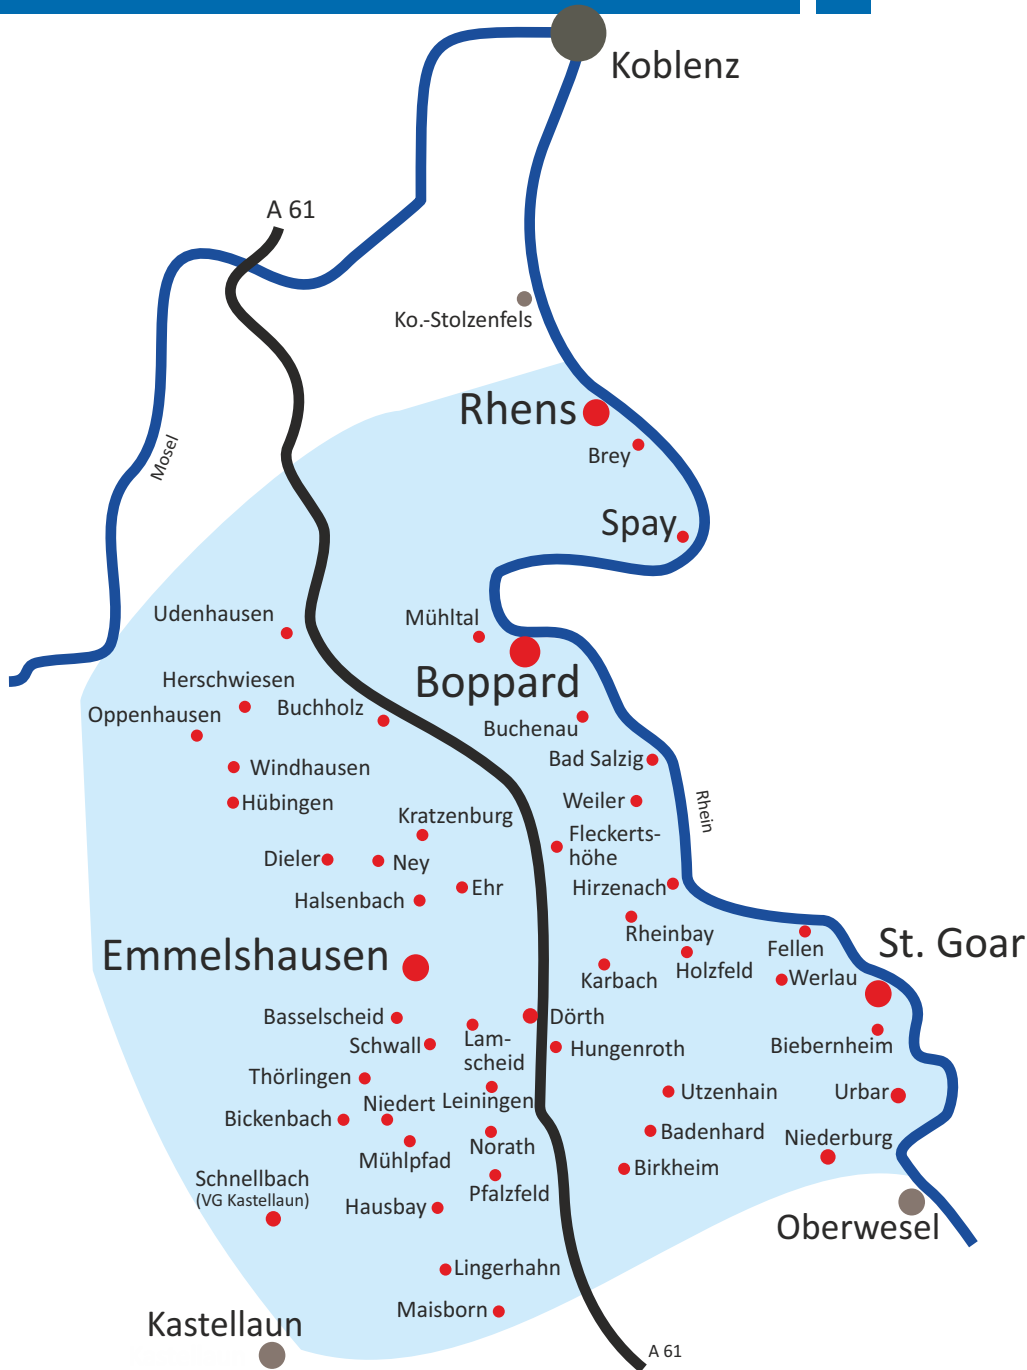 Koblenz
A 61
Ko.-Stolzenfels
Rhens
Mosel
Brey
Spay
Udenhausen
Mühltal
Herschwiesen
Boppard
Oppenhausen
Buchholz
Buchenau
Bad Salzig
Windhausen
Rhein
Hübingen
Weiler
Kratzenburg
Fleckerts-
höhe
Dieler
Ney
Ehr
Hirzenach
Halsenbach
Rheinbay
Fellen
St. Goar
Emmelshausen
Holzfeld
Karbach
Werlau
Basselscheid
Dörth
Lam-
scheid
Schwall
Hungenroth
Biebernheim
Thörlingen
Utzenhain
Urbar
Niedert
Leiningen
Bickenbach
Badenhard
Niederburg
Norath
Mühlpfad
Birkheim
Schnellbach
(VG Kastellaun)
Pfalzfeld
Hausbay
Oberwesel
Lingerhahn
Maisborn
Kastellaun
A 61